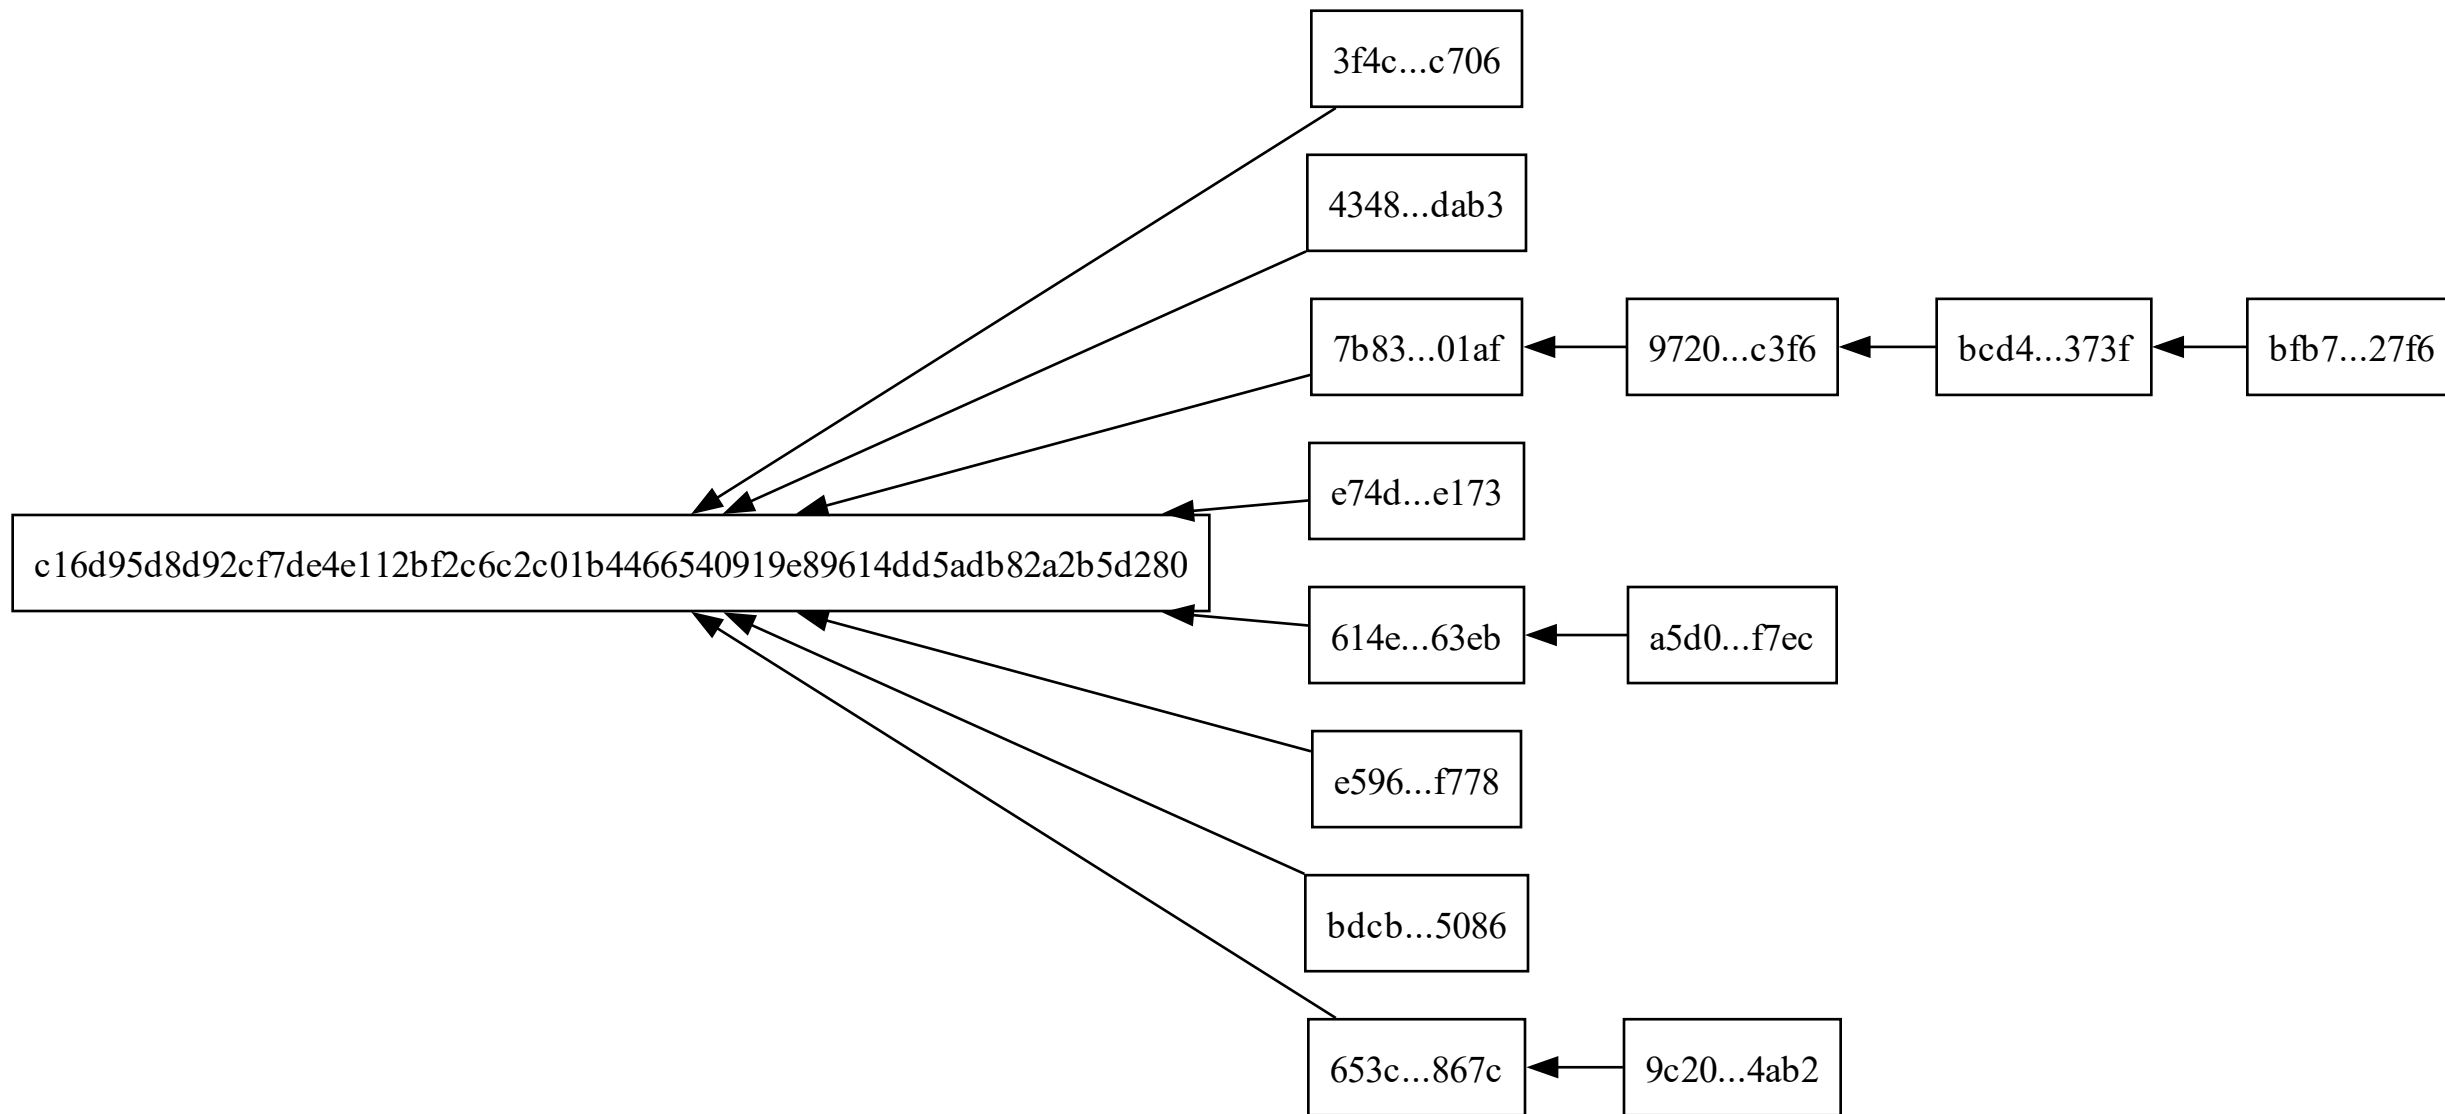 3f4c...c706
4348...dab3
7b83...01af
9720...c3f6
bcd4...373f
bfb7...27f6
e74d...e173
c16d95d8d92cf7de4e112bf2c6c2c01b4466540919e89614dd5adb82a2b5d280
614e...63eb
a5d0...f7ec
e596...f778
bdcb...5086
653c...867c
9c20...4ab2